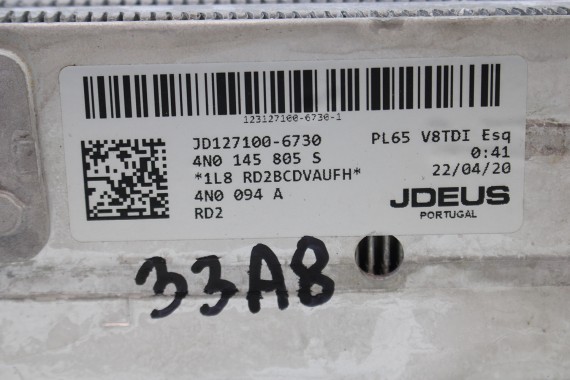 123127100-6730-1
JD127100-6730 PL65 V8TDI Esq
4N0 145 805 S 0:41
*1L8 RD2BCDVAUFH* 22/04/20
4N0 094 A JDEUS
RD2 PORTUGAL
33A8